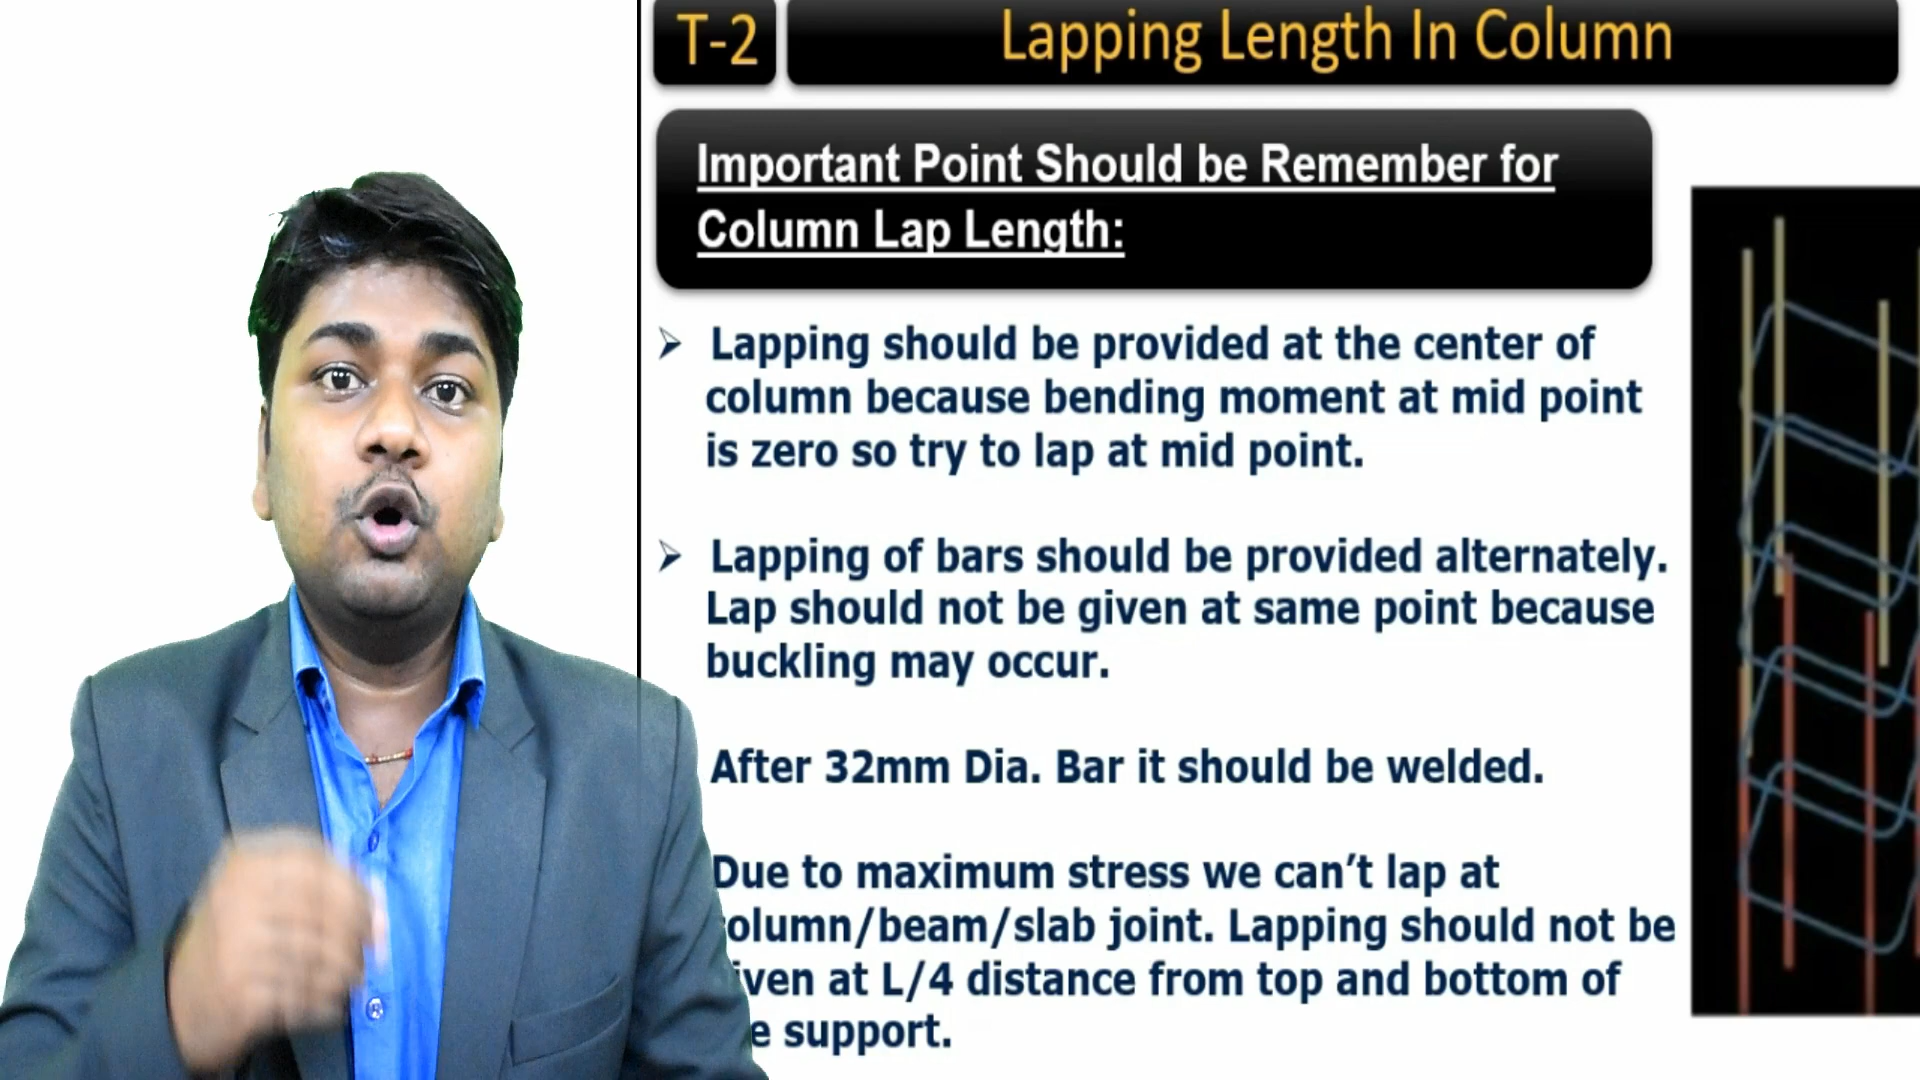 T-2
Lapping Length In Column
Important Point Should be Remember for
Column Lap Length:
Lapping should be provided at the center of
column because bending moment at mid point
is zero so try to lap at mid point.
Lapping of bars should be provided alternately.
Lap should not be given at same point because
buckling may occur.
After 32mm Dia. Bar it should be welded.
Due to maximum stress we can’t lap at
olumn/beam/slab joint. Lapping should not be
iven at L/4 distance from top and bottom of
e support.